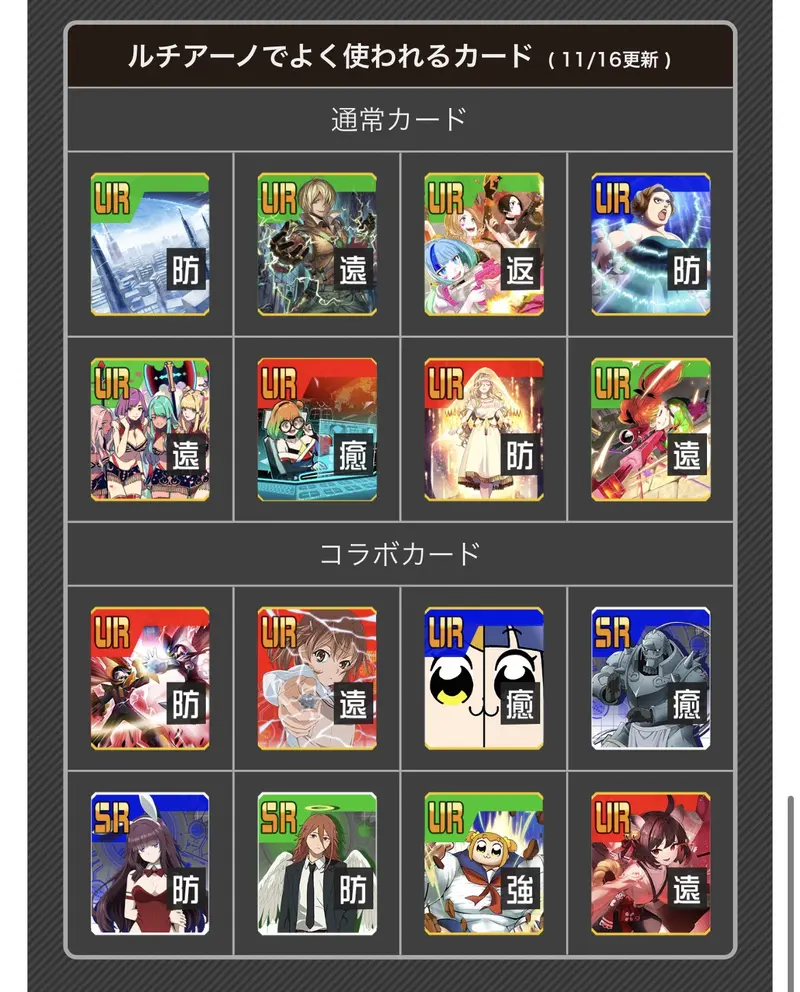 ルチアーノでよく使われるカード ( 11/16更新 )
通常カード
UR UR UR UR
防 遠 返 防
UR UR UR UR
遠 癒 防 遠
コラボカード
UR UR UR SR
防 遠 癒 癒
SR SR UR UR
防 防 強 遠